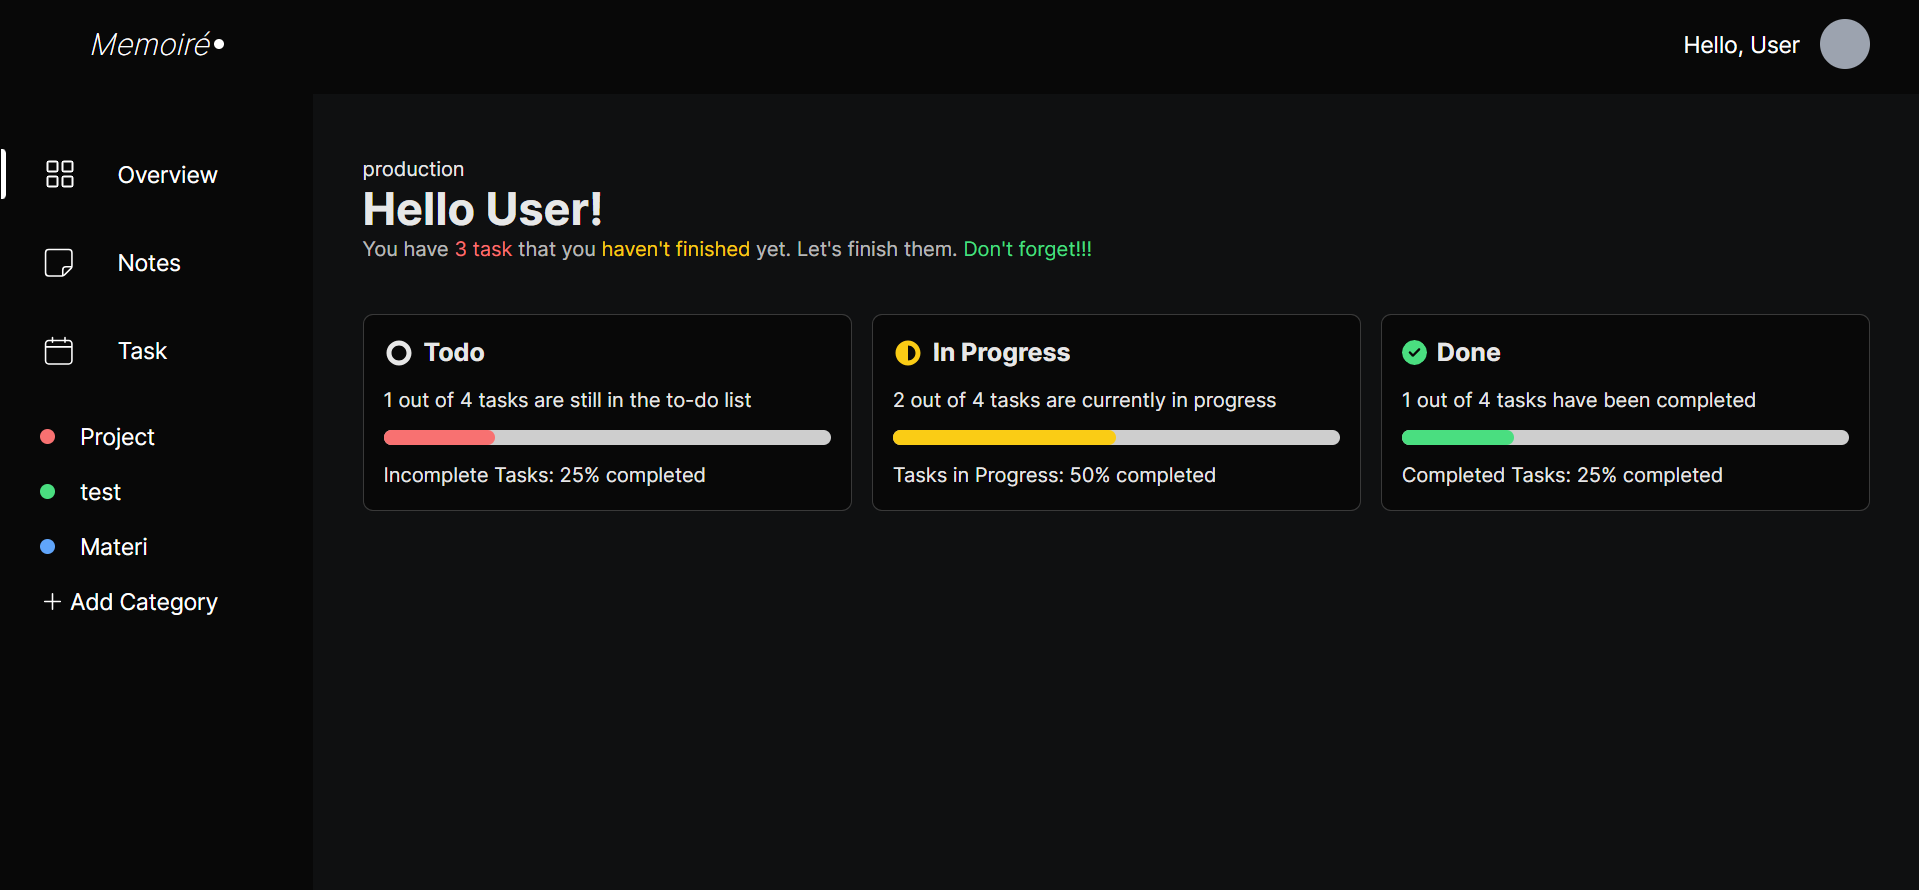 Memoiré
Hello, User
Overview
Notes
Task
Project
test
Materi
+ Add Category
production
Hello User!
You have 3 task that you haven't finished yet. Let's finish them. Don't forget!!!
Todo
1 out of 4 tasks are still in the to-do list
Incomplete Tasks: 25% completed
In Progress
2 out of 4 tasks are currently in progress
Tasks in Progress: 50% completed
Done
1 out of 4 tasks have been completed
Completed Tasks: 25% completed